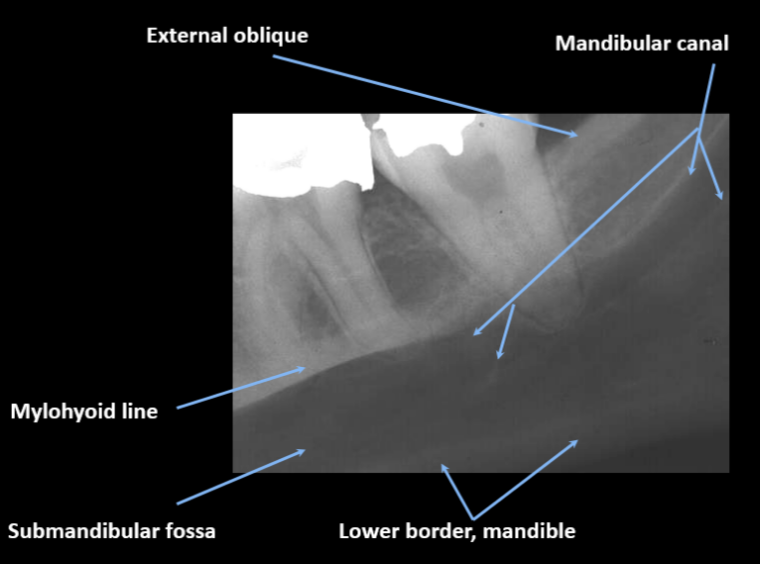 External oblique
Mandibular canal
Mylohyoid line
Submandibular fossa
Lower border, mandible